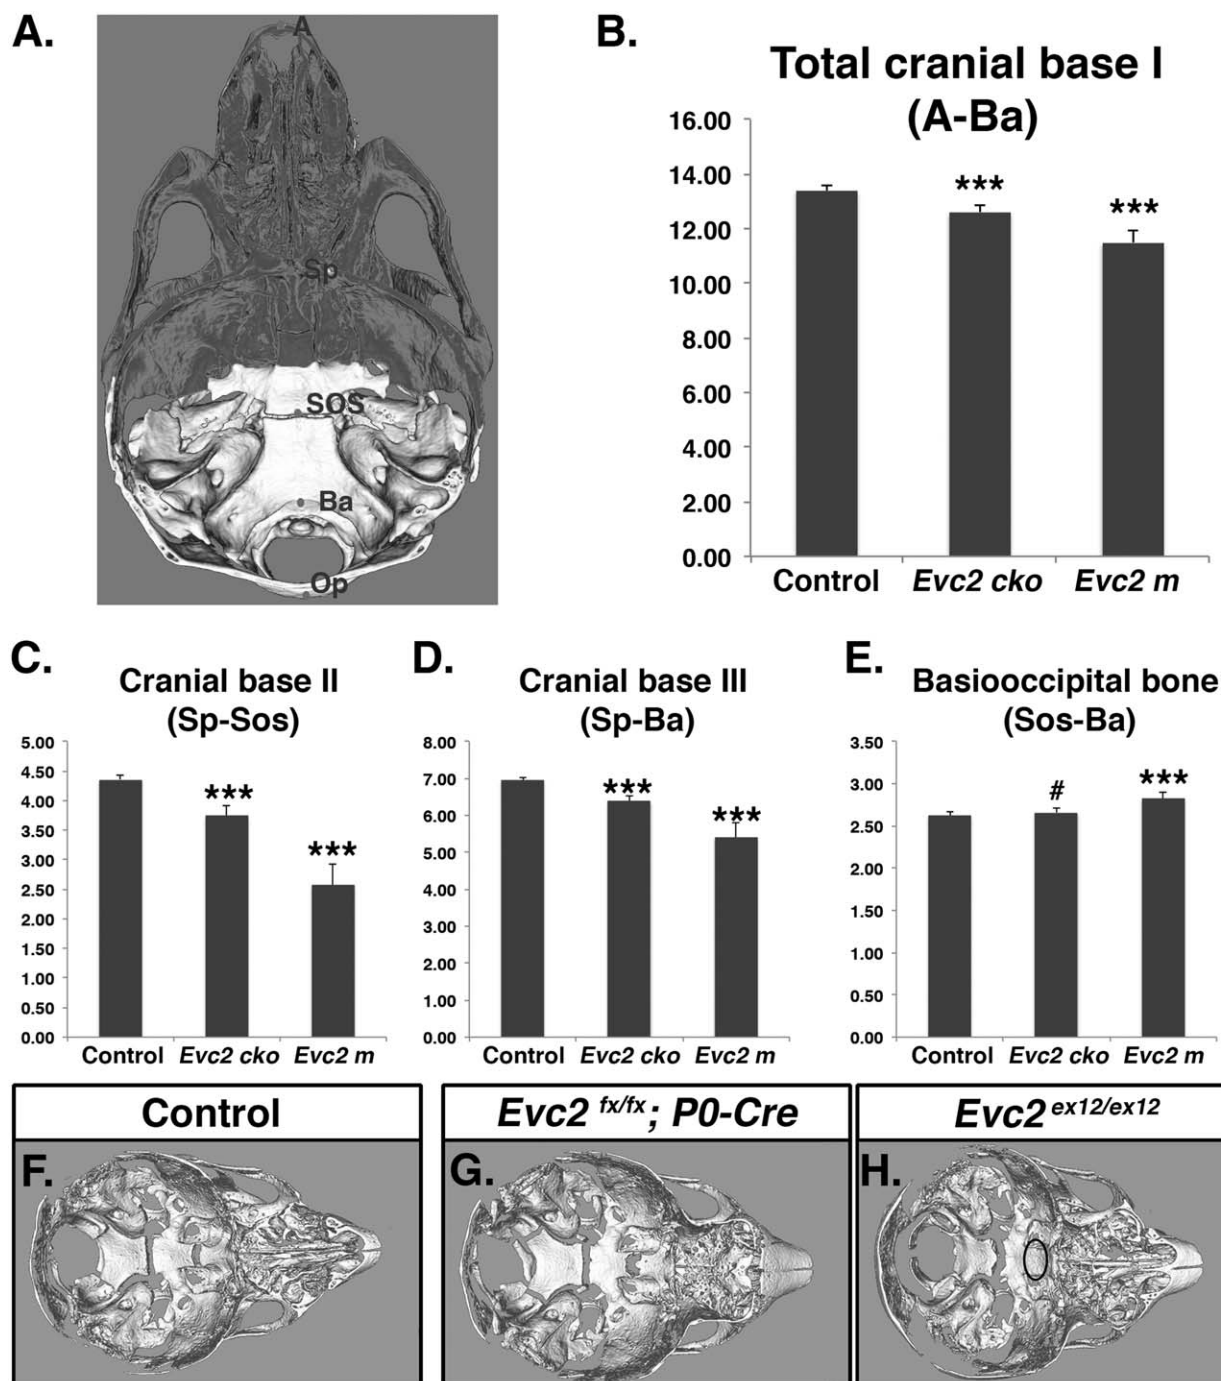 A.
A
Sp
SOS
Ba
Op
B.
Total cranial base I
(A-Ba)
16.00
14.00
12.00
10.00
8.00
6.00
4.00
2.00
0.00
***
***
Control Evc2 cko Evc2 m
C.
Cranial base II
(Sp-Sos)
5.00
4.50
4.00
3.50
3.00
2.50
2.00
1.50
1.00
0.50
0.00
***
***
Control Evc2 cko Evc2 m
D.
Cranial base III
(Sp-Ba)
8.00
7.00
6.00
5.00
4.00
3.00
2.00
1.00
0.00
***
***
Control Evc2 cko Evc2 m
E.
Basiooccipital bone
(Sos-Ba)
3.50
3.00
2.50
2.00
1.50
1.00
0.50
0.00
#
***
Control Evc2 cko Evc2 m
Control
F.
Evc2 fx/fx; P0-Cre
G.
Evc2 ex12/ex12
H.